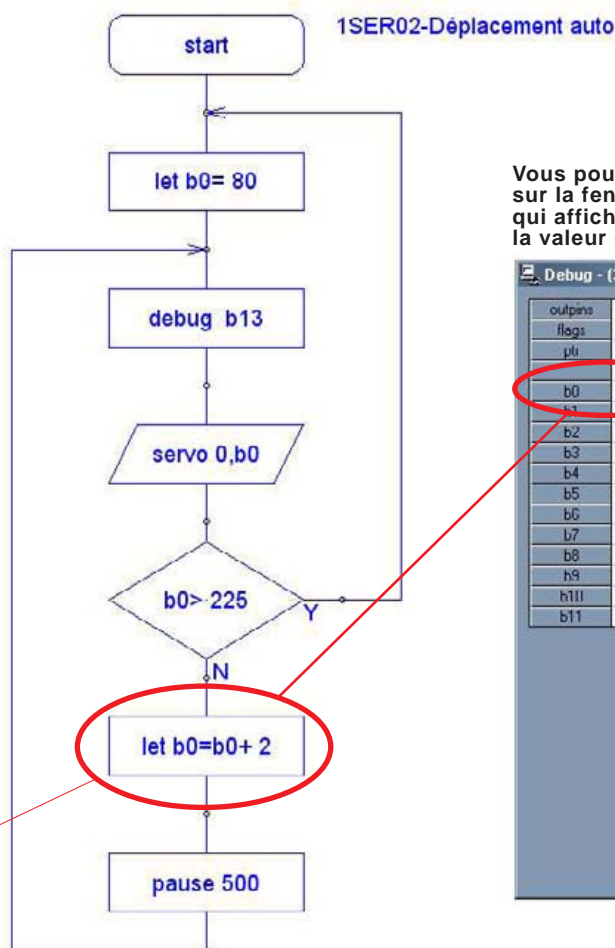 1SER02-Déplacement auto
start
let b0= 80
debug b13
servo 0,b0
b0> 225
Y
N
let b0=b0+ 2
pause 500
Vous pou
sur la fen
qui affich
la valeur
Debug - (
outpins
flags
b0
b1
b2
b3
b4
b5
b6
b7
b8
b9
b10
b11